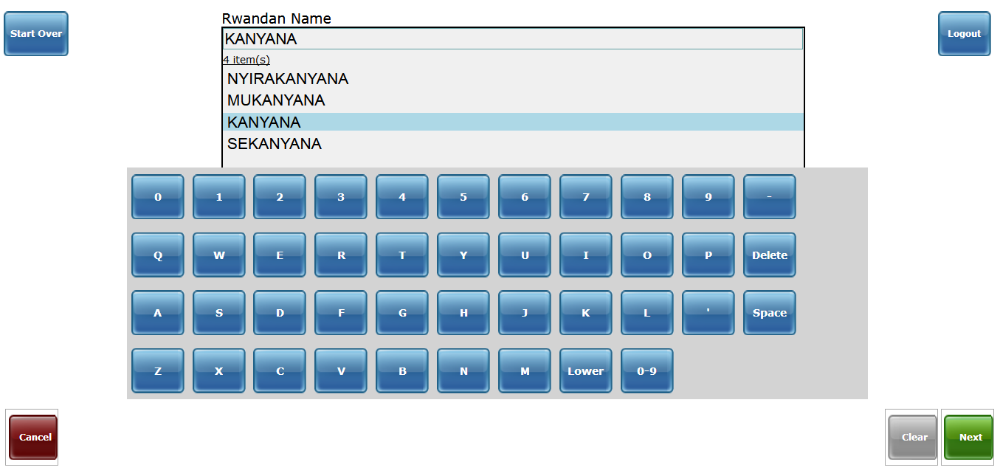 Rwandan Name
Start Over
KANYANA
Logout
4 item(s)
NYIRAKANYANA
MUKANYANA
KANYANA
SEKANYANA
0 1 2 3 4 5 6 7 8 9 -
Q W E R T Y U I O P Delete
A S D F G H J K L ' Space
Z X C V B N M Lower 0-9
Cancel Clear Next